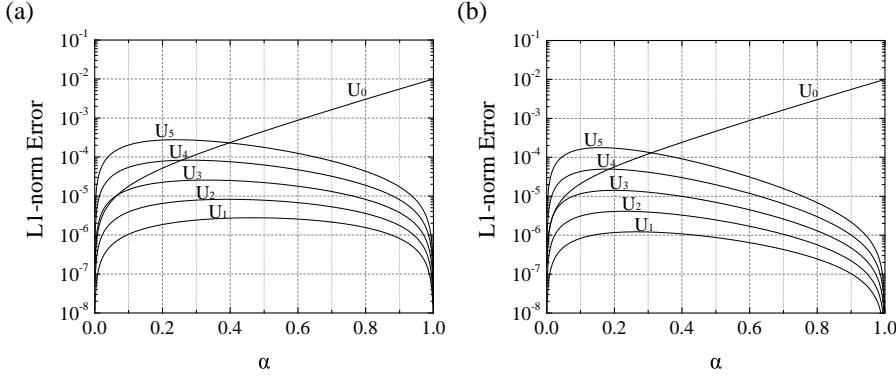 (a)
L1-norm Error
10⁻¹
10⁻²
10⁻³
10⁻⁴
10⁻⁵
10⁻⁶
10⁻⁷
10⁻⁸
U₀
U₅
U₄
U₃
U₂
U₁
0.0 0.2 0.4 0.6 0.8 1.0
α
(b)
L1-norm Error
10⁻¹
10⁻²
10⁻³
10⁻⁴
10⁻⁵
10⁻⁶
10⁻⁷
10⁻⁸
U₀
U₅
U₄
U₃
U₂
U₁
0.0 0.2 0.4 0.6 0.8 1.0
α